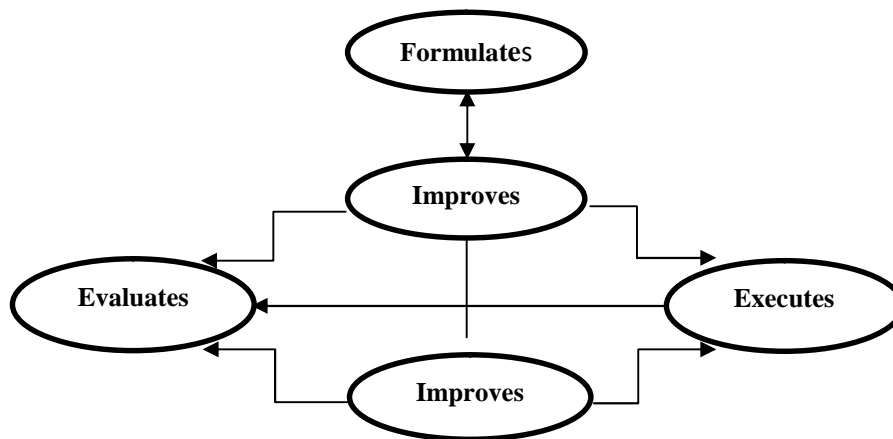 Formulates
Improves
Evaluates
Executes
Improves